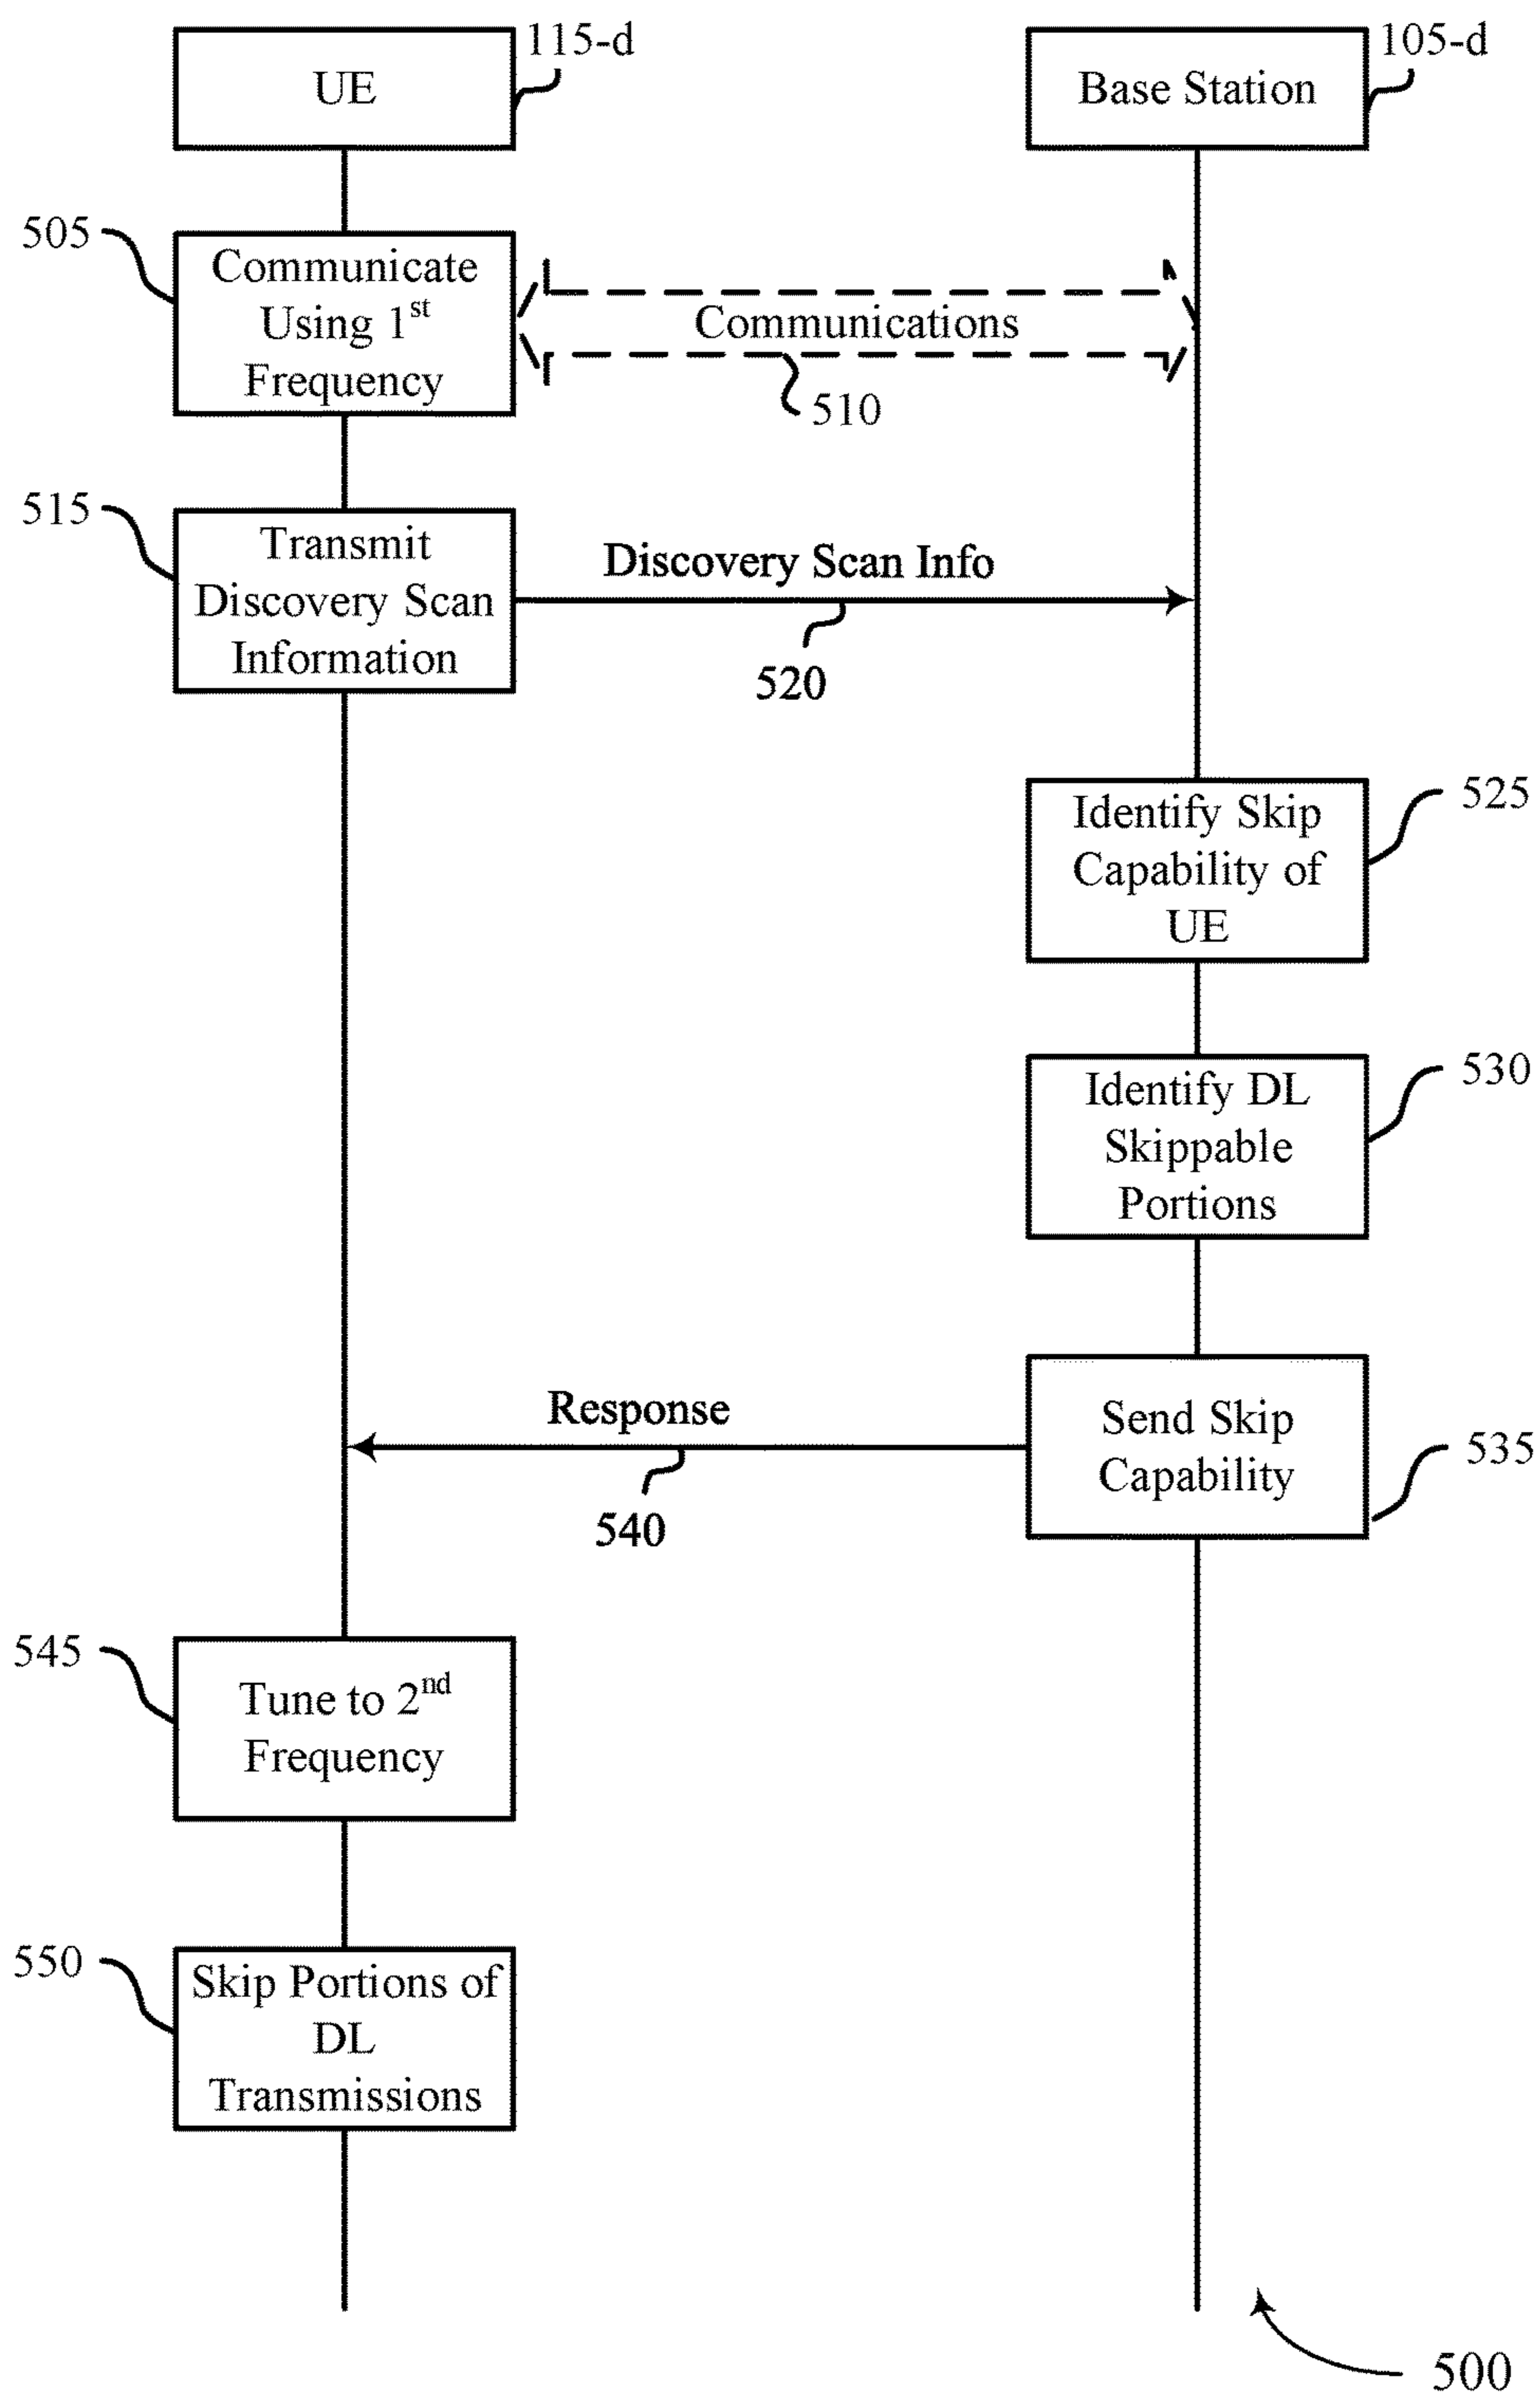 UE
115-d
Base Station
105-d
505
Communicate
Using 1st
Frequency
Communications
510
515
Transmit
Discovery Scan
Information
Discovery Scan Info
520
Identify Skip
Capability of
UE
525
Identify DL
Skippable
Portions
530
Response
540
Send Skip
Capability
535
545
Tune to 2nd
Frequency
550
Skip Portions of
DL
Transmissions
500